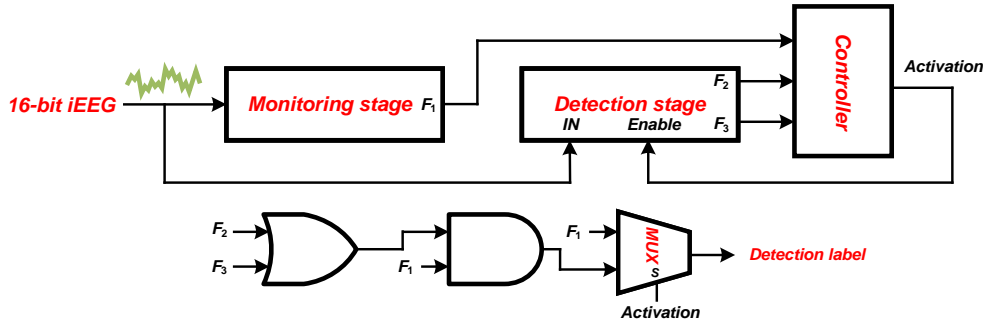 16-bit iEEG
Monitoring stage
F1
Detection stage
IN
Enable
F2
F3
Controller
Activation
F2
F3
F1
F1
MUX
S
Activation
Detection label